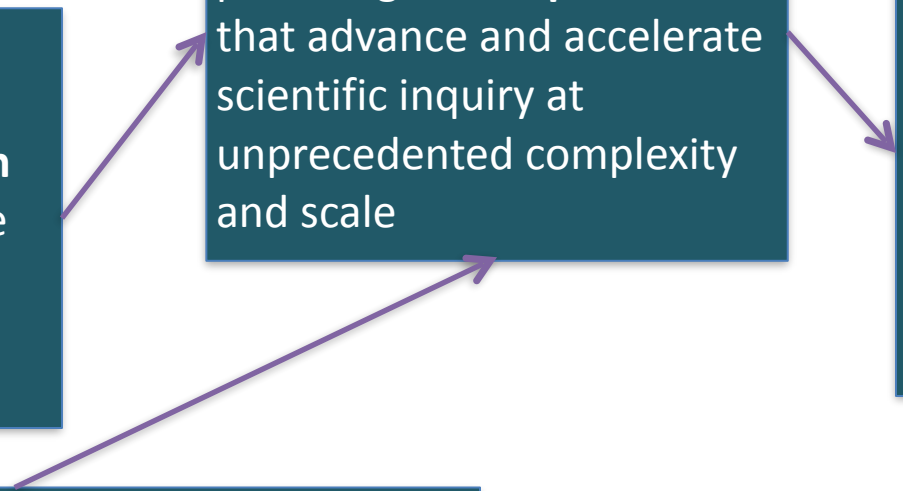 that advance and accelerate
scientific inquiry at
unprecedented complexity
and scale